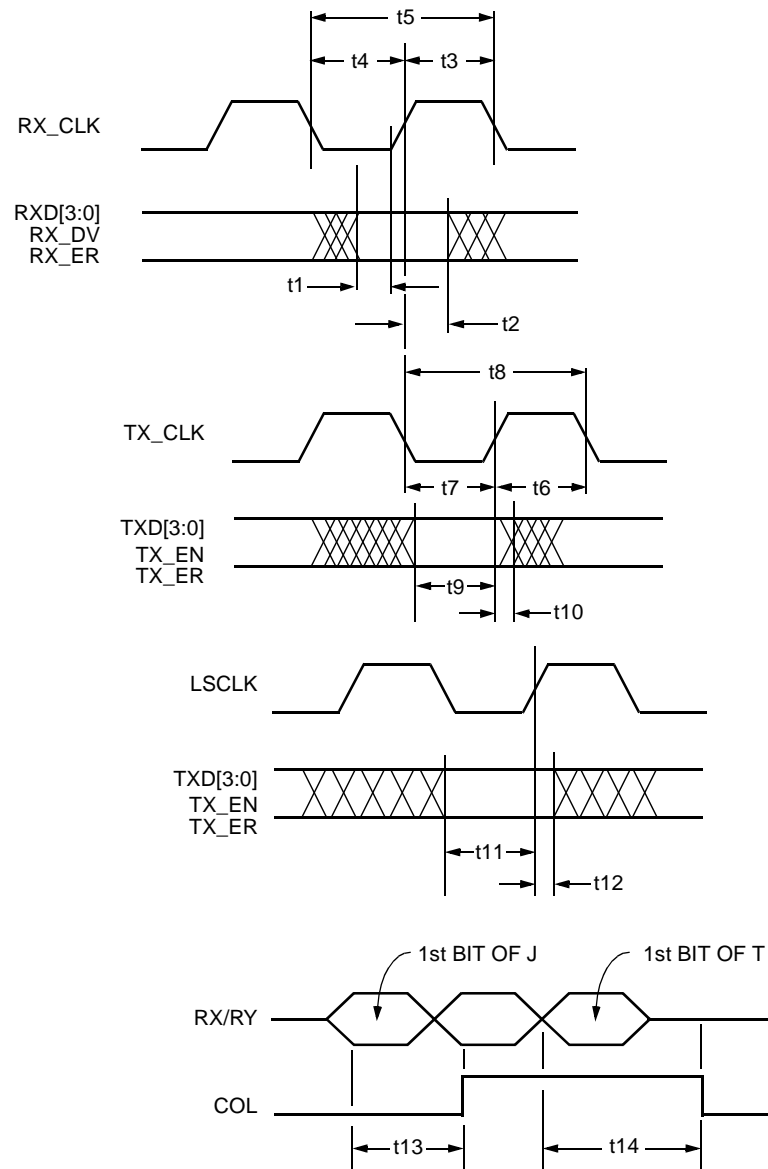 t5
t4
t3
RX_CLK
RXD[3:0]
RX_DV
RX_ER
t1
t2
t8
TX_CLK
t7
t6
TXD[3:0]
TX_EN
TX_ER
t9
t10
LSCLK
TXD[3:0]
TX_EN
TX_ER
t11
t12
1st BIT OF J
1st BIT OF T
RX/RY
COL
t13
t14